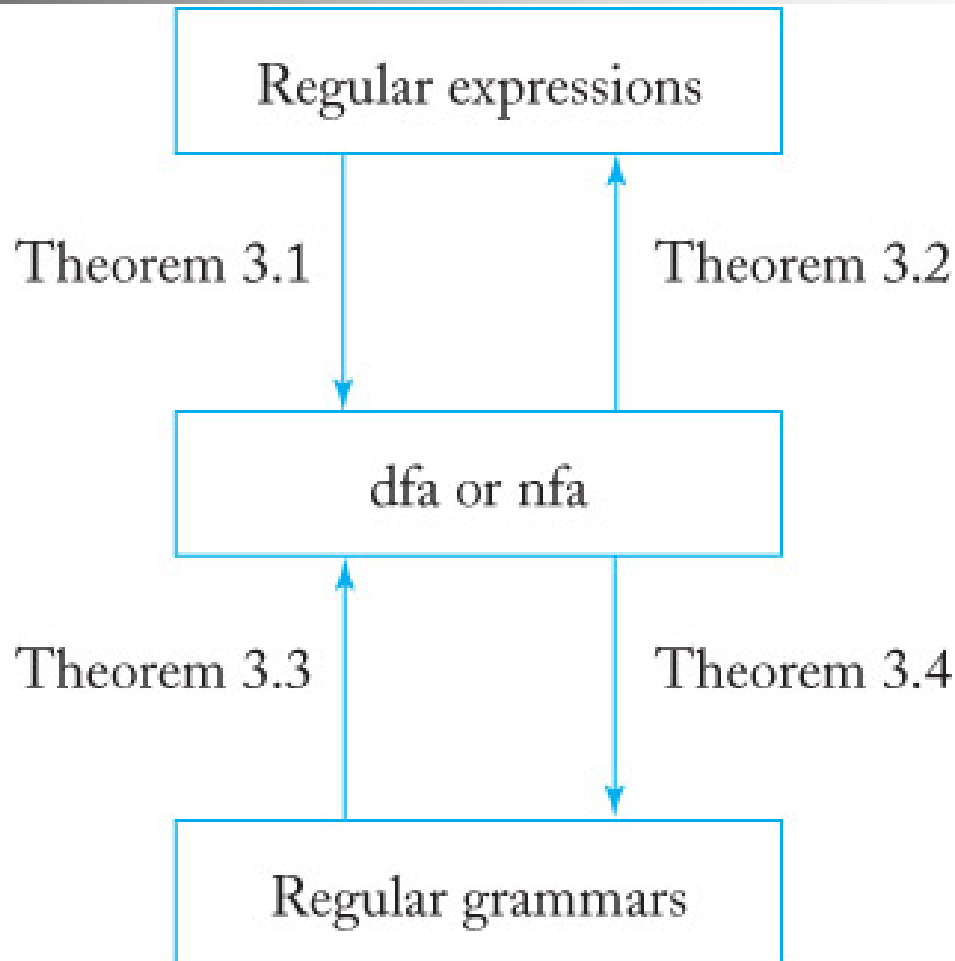 Regular expressions
Theorem 3.1
Theorem 3.2
dfa or nfa
Theorem 3.3
Theorem 3.4
Regular grammars